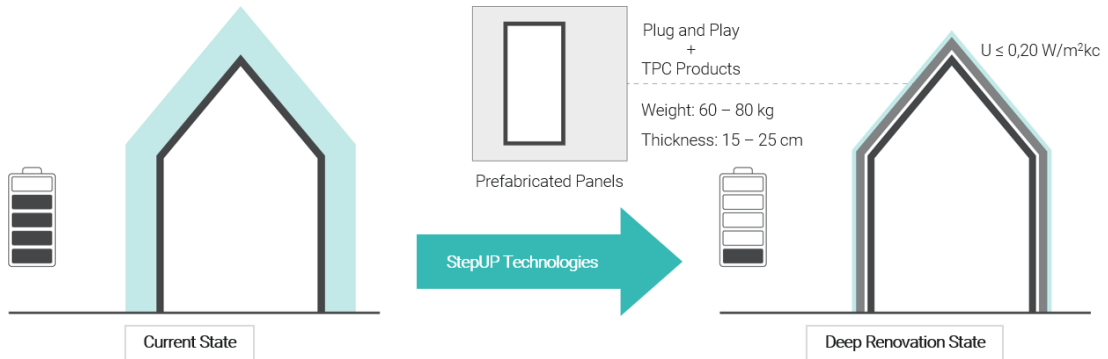 Plug and Play
+
TPC Products
Weight: 60 – 80 kg
Thickness: 15 – 25 cm
Prefabricated Panels
U ≤ 0,20 W/m²kc
StepUP Technologies
Current State
Deep Renovation State